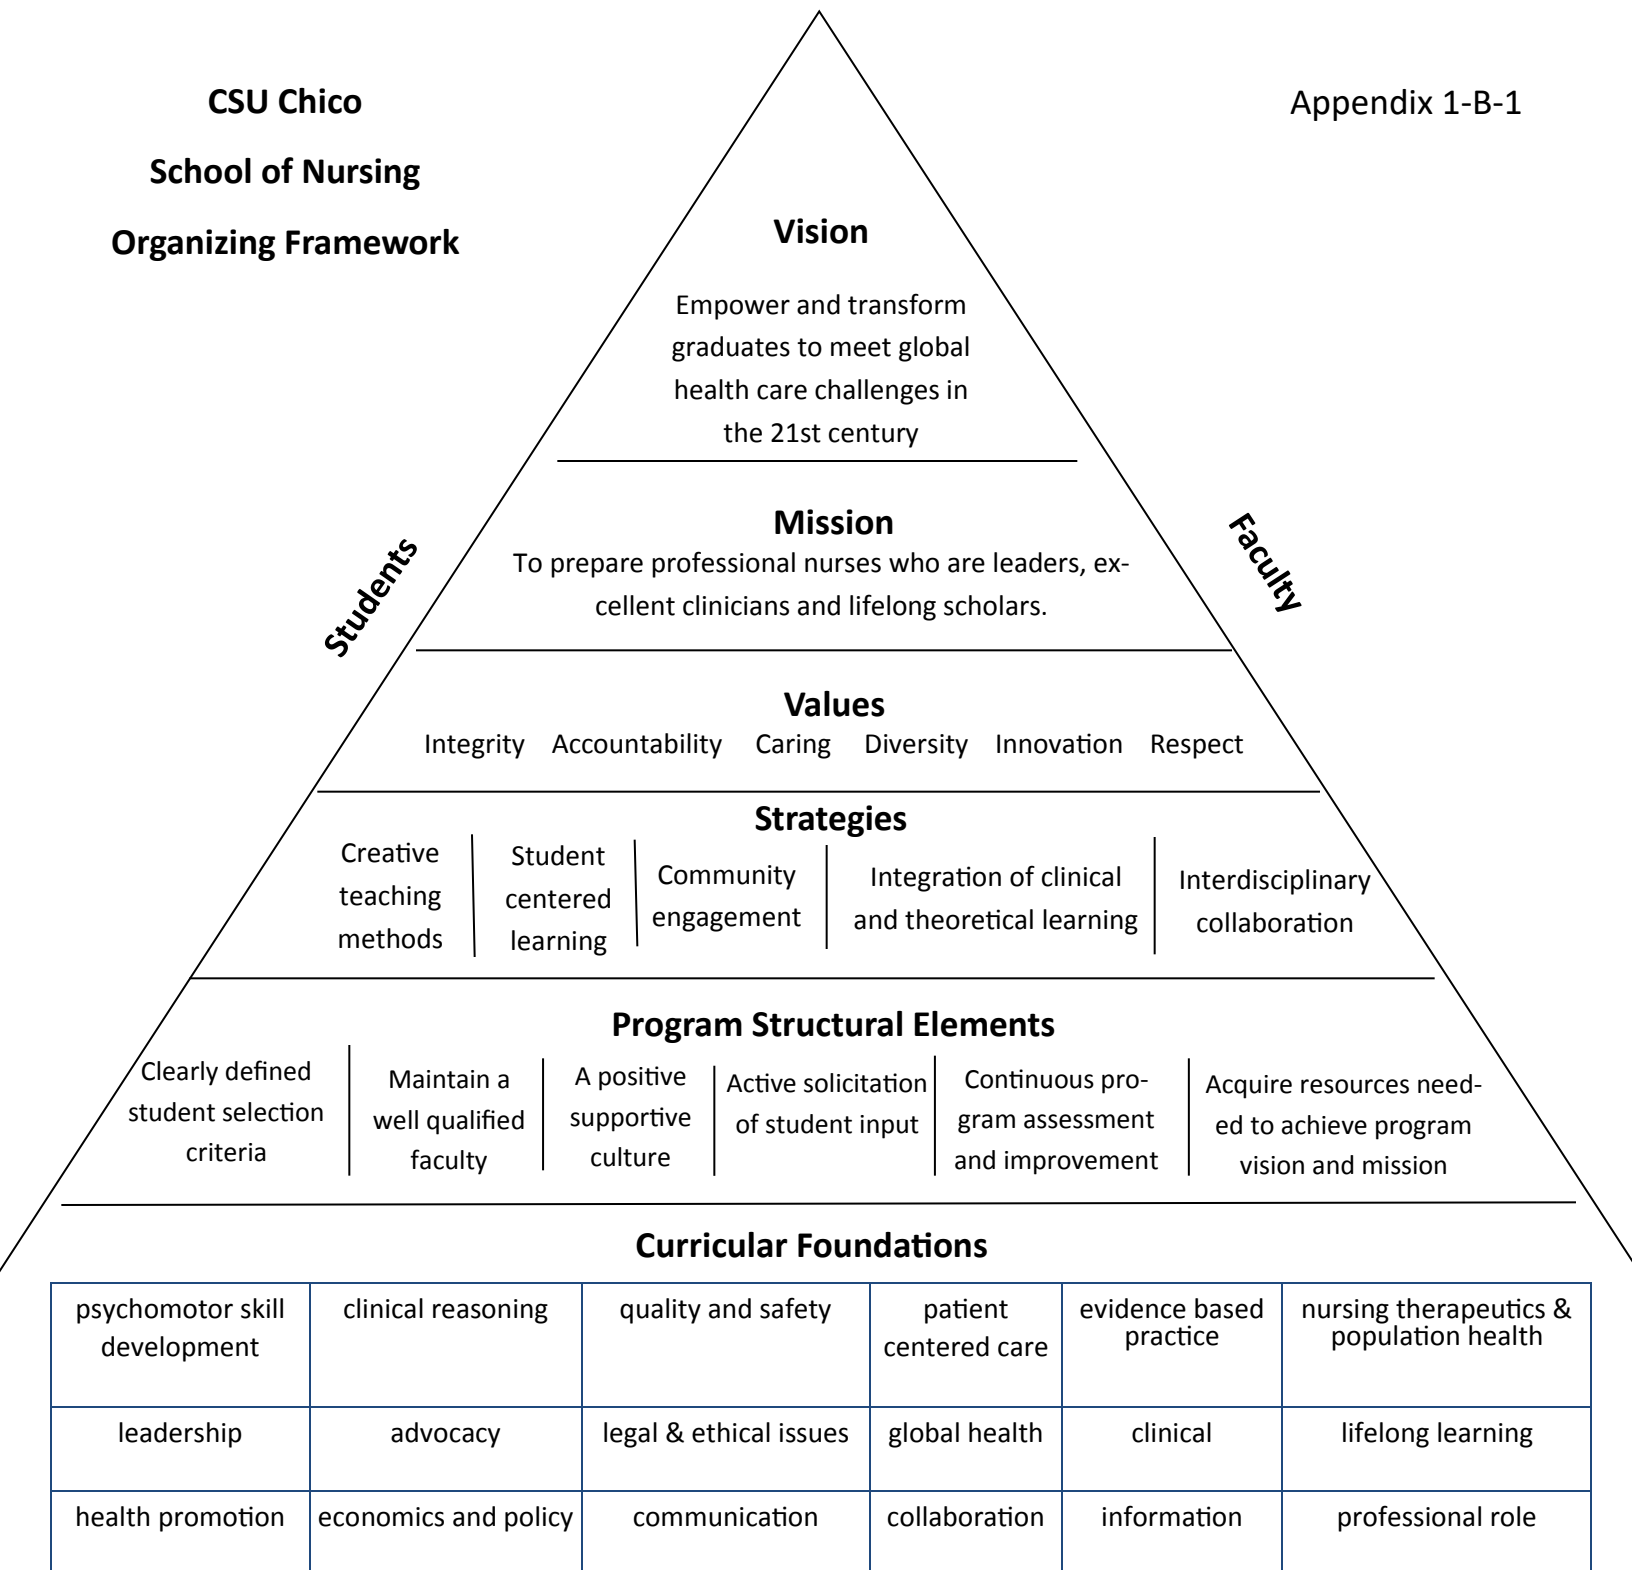 CSU Chico
School of Nursing
Organizing Framework
Appendix 1-B-1
Vision
Empower and transform
graduates to meet global
health care challenges in
the 21st century
Students
Faculty
Mission
To prepare professional nurses who are leaders, ex-
cellent clinicians and lifelong scholars.
Values
Integrity Accountability Caring Diversity Innovation Respect
Strategies
Creative
teaching
methods
Student
centered
learning
Community
engagement
Integration of clinical
and theoretical learning
Interdisciplinary
collaboration
Program Structural Elements
Clearly defined
student selection
criteria
Maintain a
well qualified
faculty
A positive
supportive
culture
Active solicitation
of student input
Continuous pro-
gram assessment
and improvement
Acquire resources need-
ed to achieve program
vision and mission
Curricular Foundations
psychomotor skill
development
clinical reasoning
quality and safety
patient
centered care
evidence based
practice
nursing therapeutics &
population health
leadership
advocacy
legal & ethical issues
global health
clinical
lifelong learning
health promotion
economics and policy
communication
collaboration
information
professional role